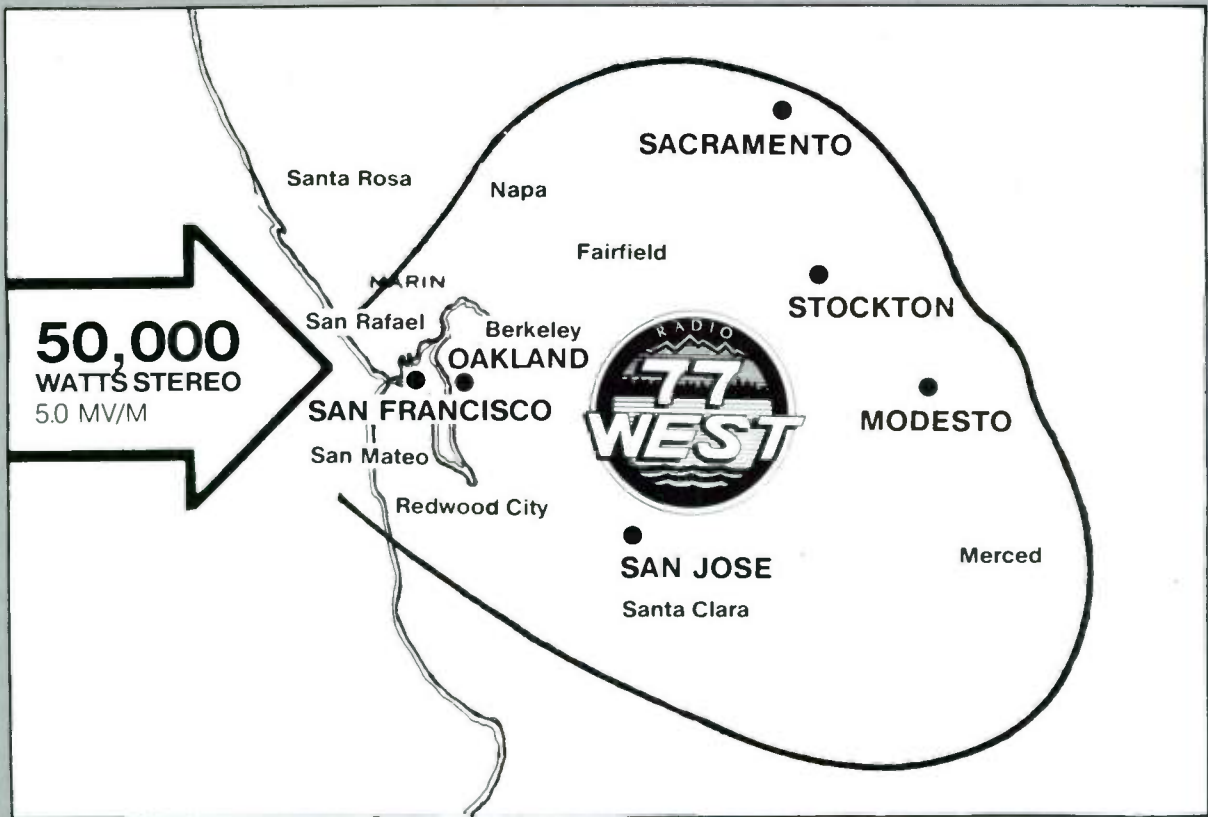 SACRAMENTO
Santa Rosa
Napa
Fairfield
MARIN
STOCKTON
50,000
WATTS STEREO
5.0 MV/M
San Rafael
Berkeley
OAKLAND
SAN FRANCISCO
RADIO
77
WEST
MODESTO
San Mateo
Redwood City
SAN JOSE
Santa Clara
Merced